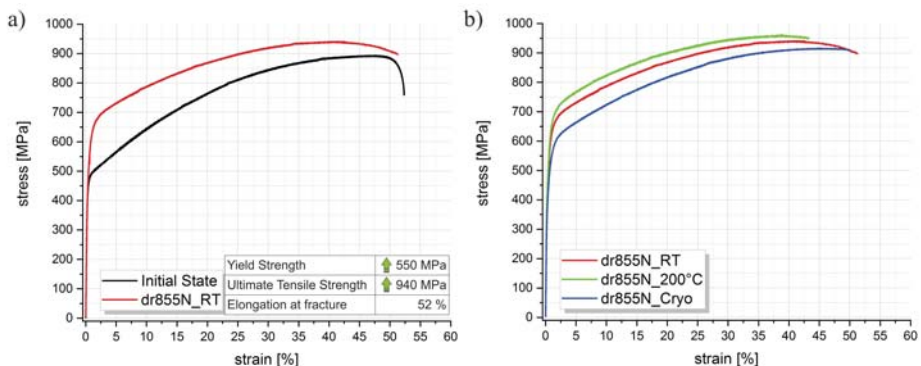 a)
1000
900
800
700
600
500
400
300
200
100
0
stress [MPa]
Initial State
dr855N_RT
Yield Strength 550 MPa
Ultimate Tensile Strength 940 MPa
Elongation at fracture 52 %
0 5 10 15 20 25 30 35 40 45 50 55 60
strain [%]
b)
1000
900
800
700
600
500
400
300
200
100
0
stress [MPa]
dr855N_RT
dr855N_200°C
dr855N_Cryo
0 5 10 15 20 25 30 35 40 45 50 55 60
strain [%]